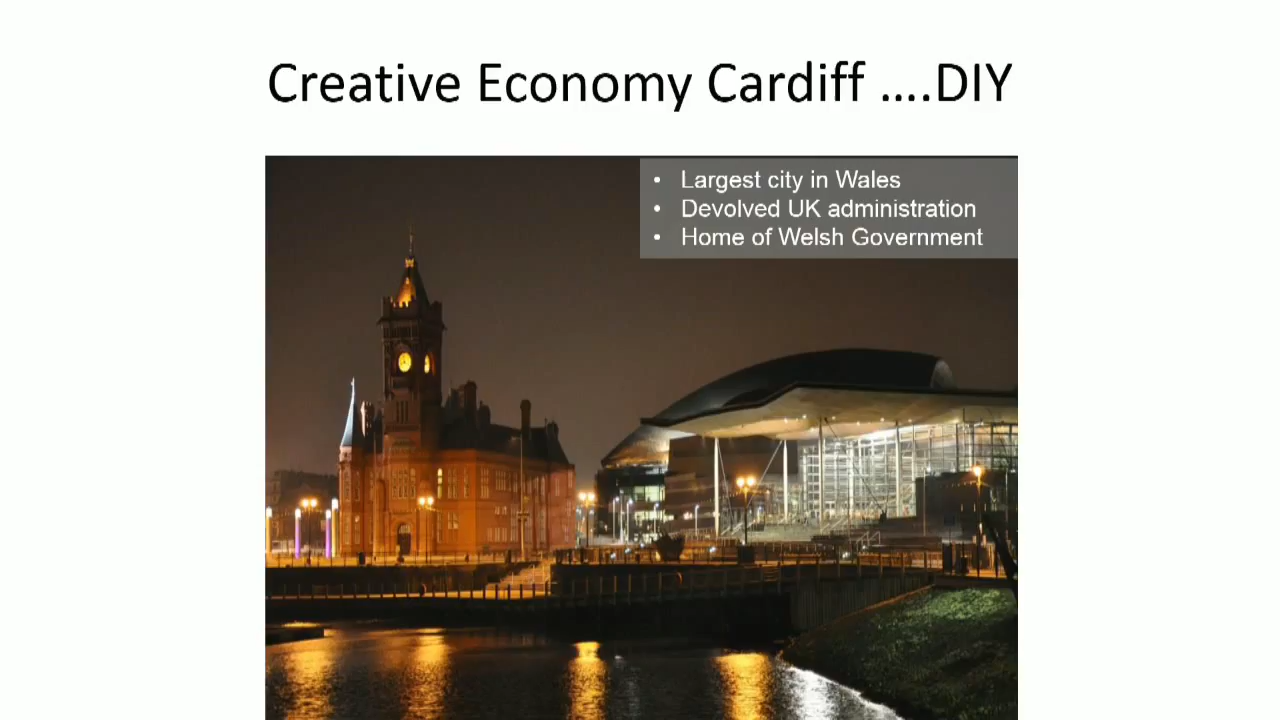 Creative Economy Cardiff ....DIY
• Largest city in Wales
• Devolved UK administration
• Home of Welsh Government